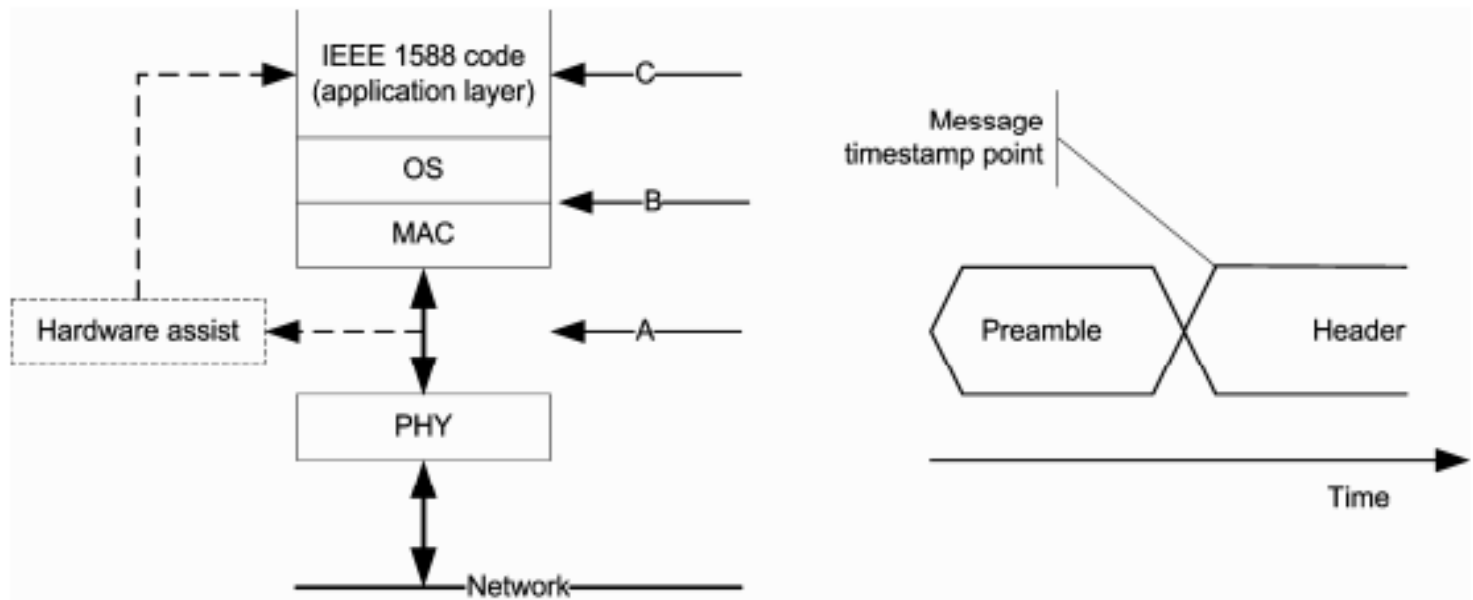 IEEE 1588 code
(application layer)
C
OS
B
MAC
Hardware assist
A
PHY
Network
Message
timestamp point
Preamble
Header
Time